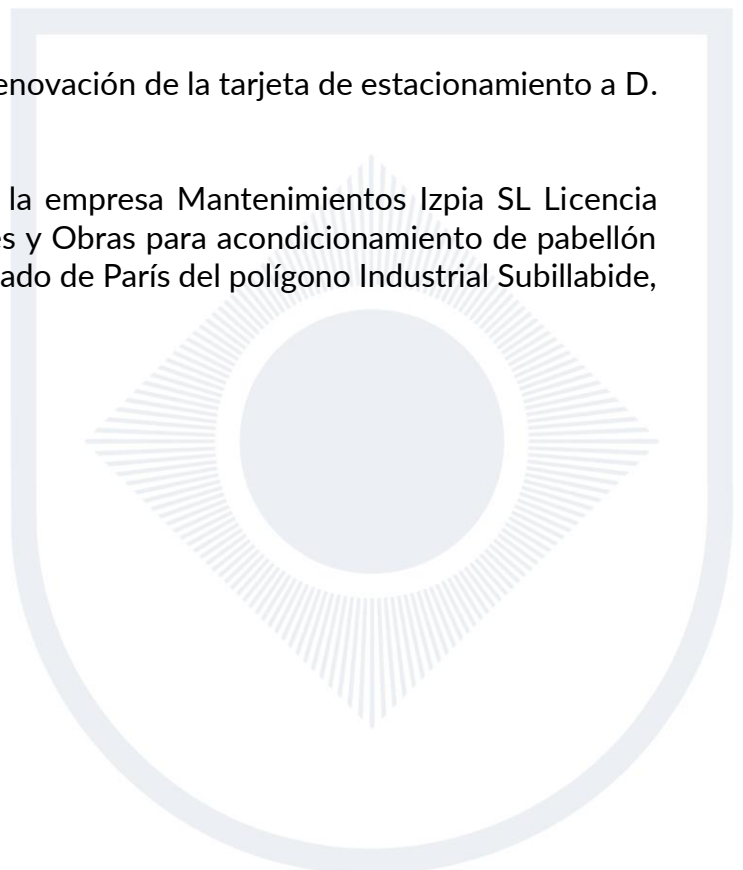 enovación de la tarjeta de estacionamiento a D.
la empresa Mantenimientos Izpia SL Licencia
s y Obras para acondicionamiento de pabellón
ado de París del polígono Industrial Subillabide,